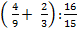 (4/9 + 2/3) : 16/15